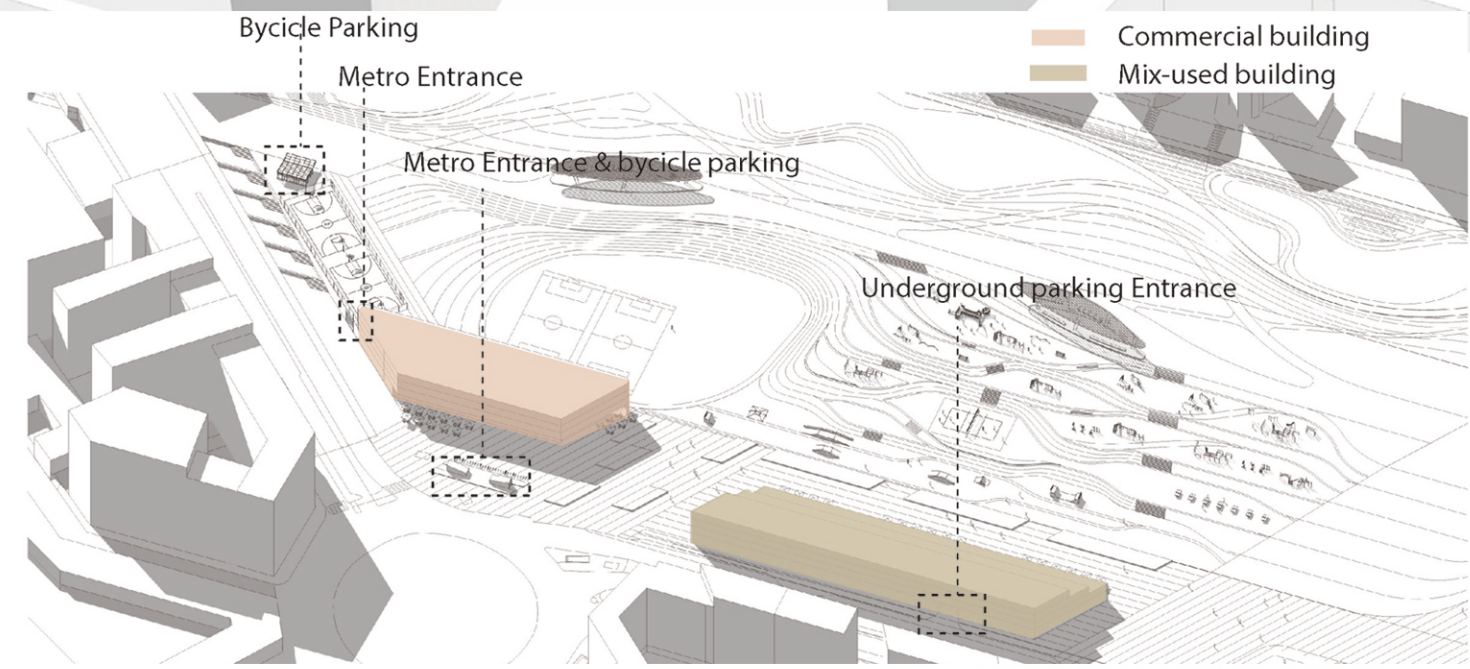 Bycicle Parking
Commercial building
Metro Entrance
Mix-used building
Metro Entrance & bycicle parking
Underground parking Entrance